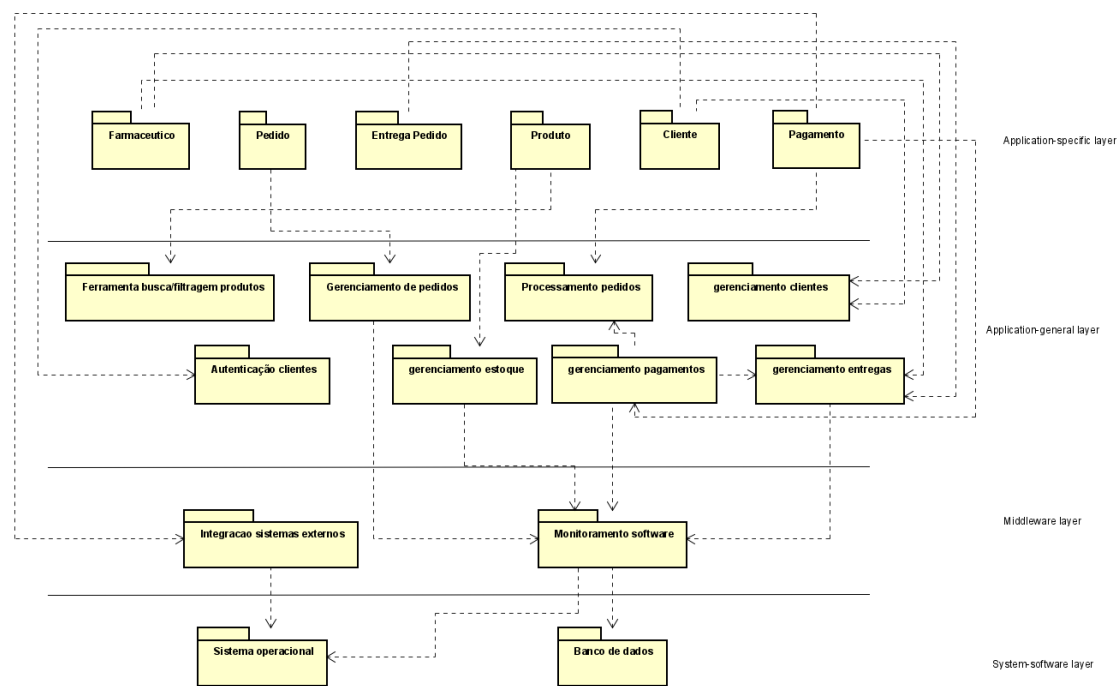 Farmaceutico
Pedido
Entrega Pedido
Produto
Cliente
Pagamento
Application-specific layer
Ferramenta busca/filtragem produtos
Gerenciamento de pedidos
Processamento pedidos
gerenciamento clientes
Application-general layer
Autenticação clientes
gerenciamento estoque
gerenciamento pagamentos
gerenciamento entregas
Integracao sistemas externos
Monitoramento software
Middleware layer
Sistema operacional
Banco de dados
System-software layer